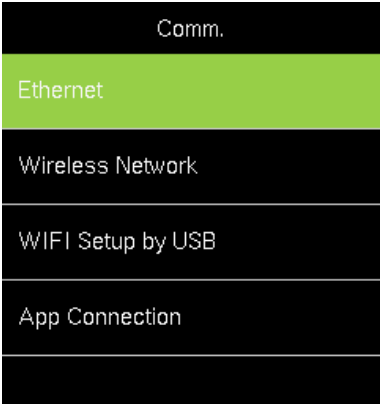 Comm.
Ethernet
Wireless Network
WIFI Setup by USB
App Connection